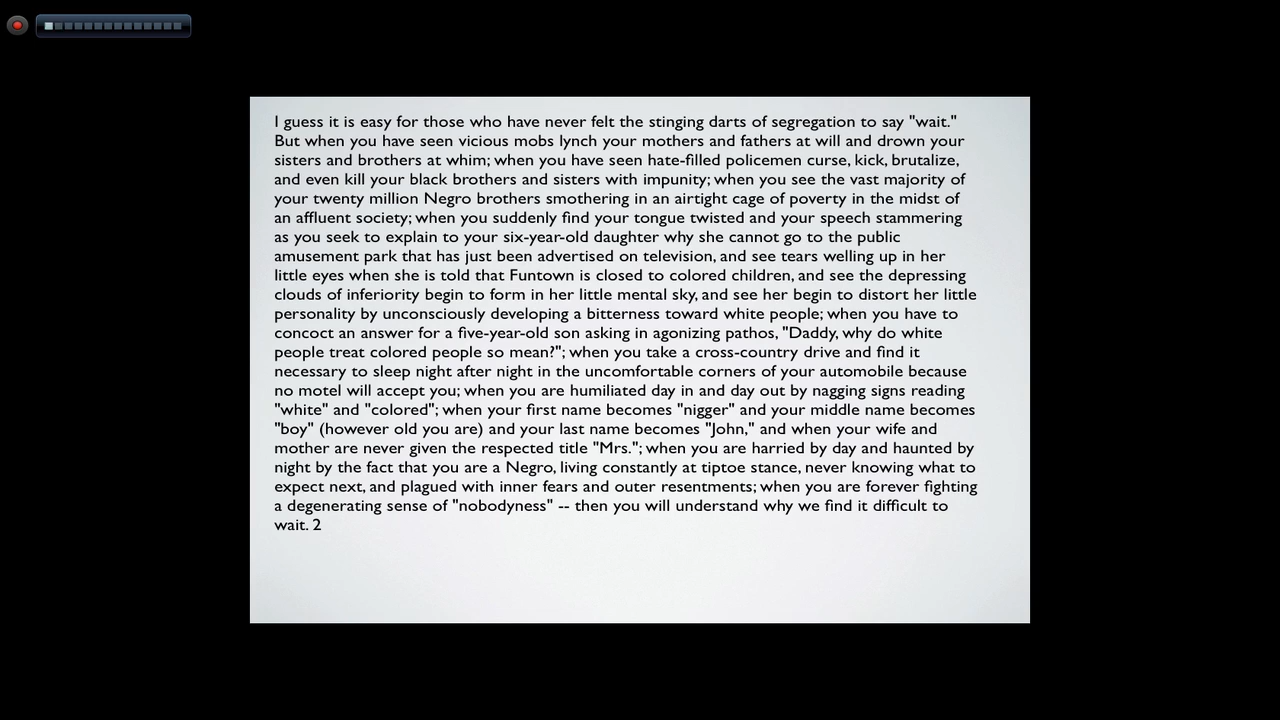 I guess it is easy for those who have never felt the stinging darts of segregation to say "wait."
But when you have seen vicious mobs lynch your mothers and fathers at will and drown your
sisters and brothers at whim; when you have seen hate-filled policemen curse, kick, brutalize,
and even kill your black brothers and sisters with impunity; when you see the vast majority of
your twenty million Negro brothers smothering in an airtight cage of poverty in the midst of
an affluent society; when you suddenly find your tongue twisted and your speech stammering
as you seek to explain to your six-year-old daughter why she cannot go to the public
amusement park that has just been advertised on television, and see tears welling up in her
little eyes when she is told that Funtown is closed to colored children, and see the depressing
clouds of inferiority begin to form in her little mental sky, and see her begin to distort her little
personality by unconsciously developing a bitterness toward white people; when you have to
concoct an answer for a five-year-old son asking in agonizing pathos, "Daddy, why do white
people treat colored people so mean?"; when you take a cross-country drive and find it
necessary to sleep night after night in the uncomfortable corners of your automobile because
no motel will accept you; when you are humiliated day in and day out by nagging signs reading
"white" and "colored"; when your first name becomes "nigger" and your middle name becomes
"boy" (however old you are) and your last name becomes "John," and when your wife and
mother are never given the respected title "Mrs."; when you are harried by day and haunted by
night by the fact that you are a Negro, living constantly at tiptoe stance, never knowing what to
expect next, and plagued with inner fears and outer resentments; when you are forever fighting
a degenerating sense of "nobodyness" -- then you will understand why we find it difficult to
wait. 2